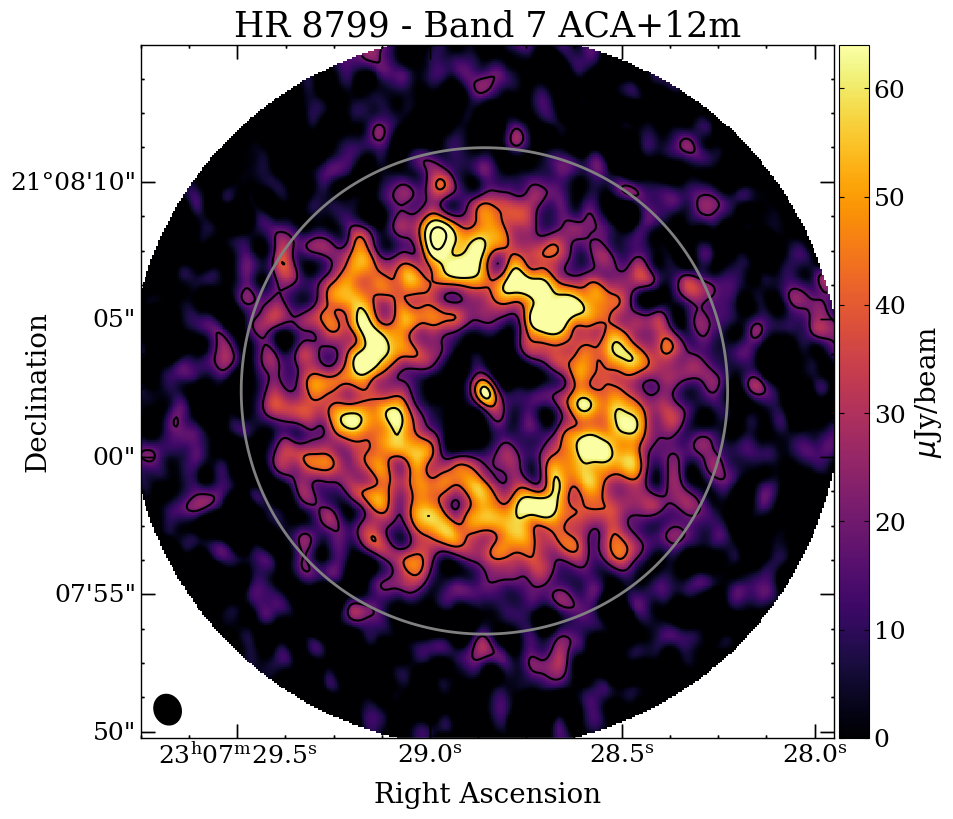 HR 8799 - Band 7 ACA+12m
21°08'10"
05"
00"
07'55"
50"
Declination
23ʰ07ᵐ29.5ˢ
29.0ˢ
28.5ˢ
28.0ˢ
Right Ascension
60
50
40
30
20
10
0
μJy/beam